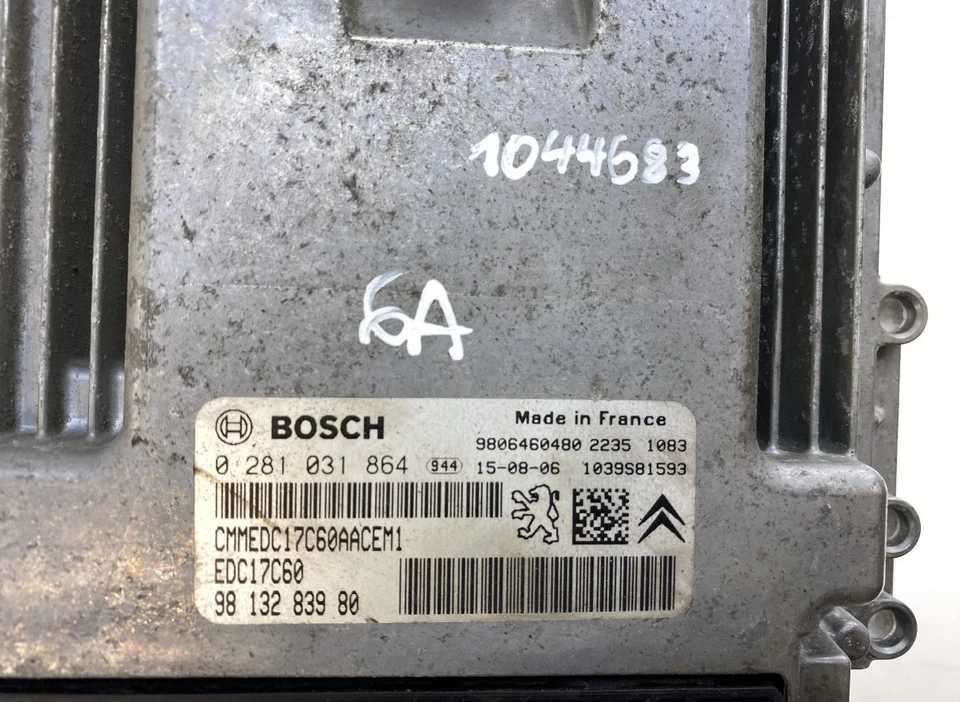 1044683
6A
BOSCH
Made in France
9806460480 2235 1083
0 281 031 864 944 15-08-06 1039S81593
CMMEDC17C60AACEM1
EDC17C60
98 132 839 80